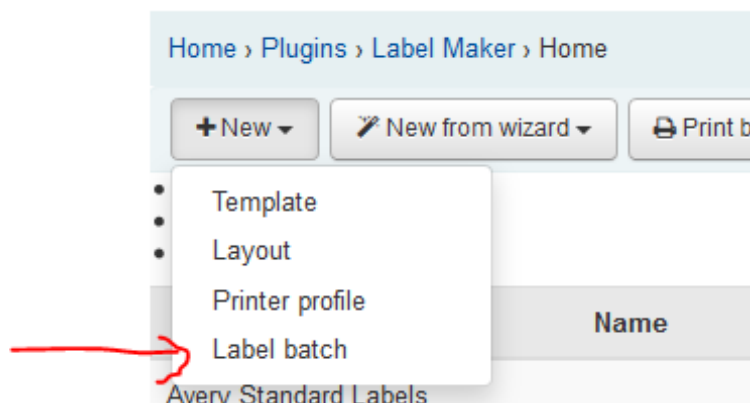 Home › Plugins › Label Maker › Home
New New from wizard Print b
Template
Layout
Printer profile
Label batch
Name
Avery Standard Labels